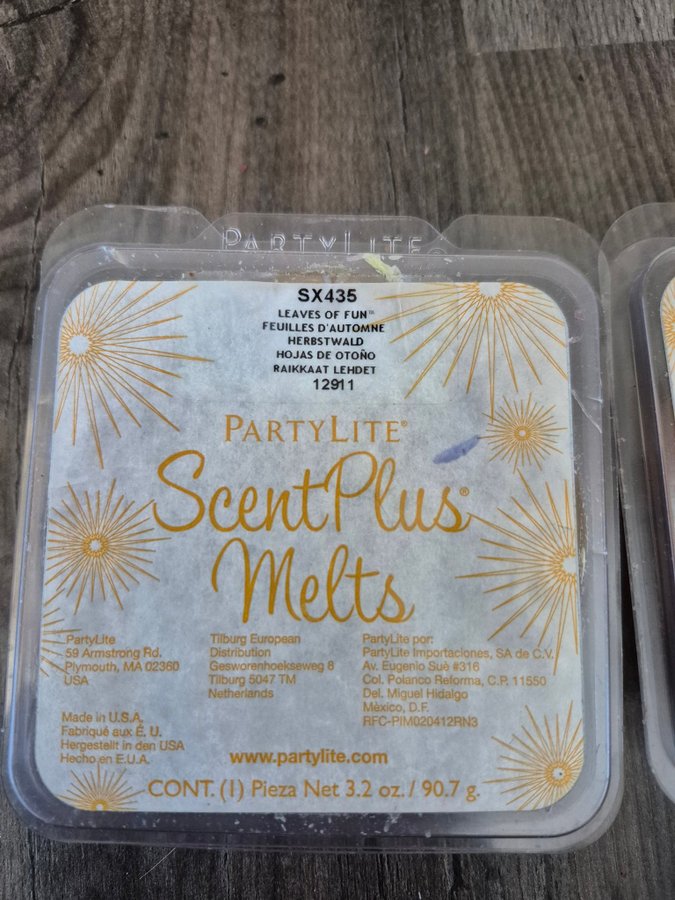 PARTYLITE®
SX435
LEAVES OF FUN™
FEUILLES D'AUTOMNE
HERBSTWALD
HOJAS DE OTOÑO
RAIKKAAT LEHDET
12911
PARTYLITE®
ScentPlus®
Melts
PartyLite
59 Armstrong Rd.
Plymouth, MA 02360
USA
Tilburg European
Distribution
Gesworenhoekseweg 8
Tilburg 5047 TM
Netherlands
PartyLite por:
PartyLite Importaciones, SA de C.V.
Av. Eugenio Suè #316
Col. Polanco Reforma, C.P. 11550
Del. Miguel Hidalgo
México, D.F.
RFC-PIM020412RN3
Made in U.S.A.
Fabriqué aux É. U.
Hergestellt in den USA
Hecho en E.U.A.
www.partylite.com
CONT. (1) Pieza Net 3.2 oz. / 90.7 g.